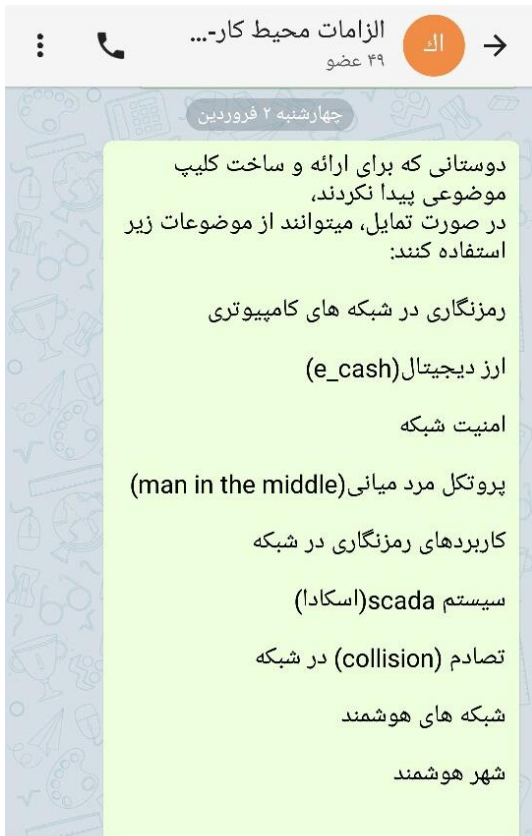 الزامات محیط کار-...
۴۹ عضو
اک
چهارشنبه ۲ فروردین
دوستانی که برای ارائه و ساخت کلیپ
موضوعی پیدا نکردند،
در صورت تمایل، میتوانند از موضوعات زیر
استفاده کنند:
رمزنگاری در شبکه های کامپیوتری
ارز دیجیتال(e_cash)
امنیت شبکه
پروتکل مرد میانی(man in the middle)
کاربردهای رمزنگاری در شبکه
سیستم scada(اسکادا)
تصادم (collision) در شبکه
شبکه های هوشمند
شهر هوشمند